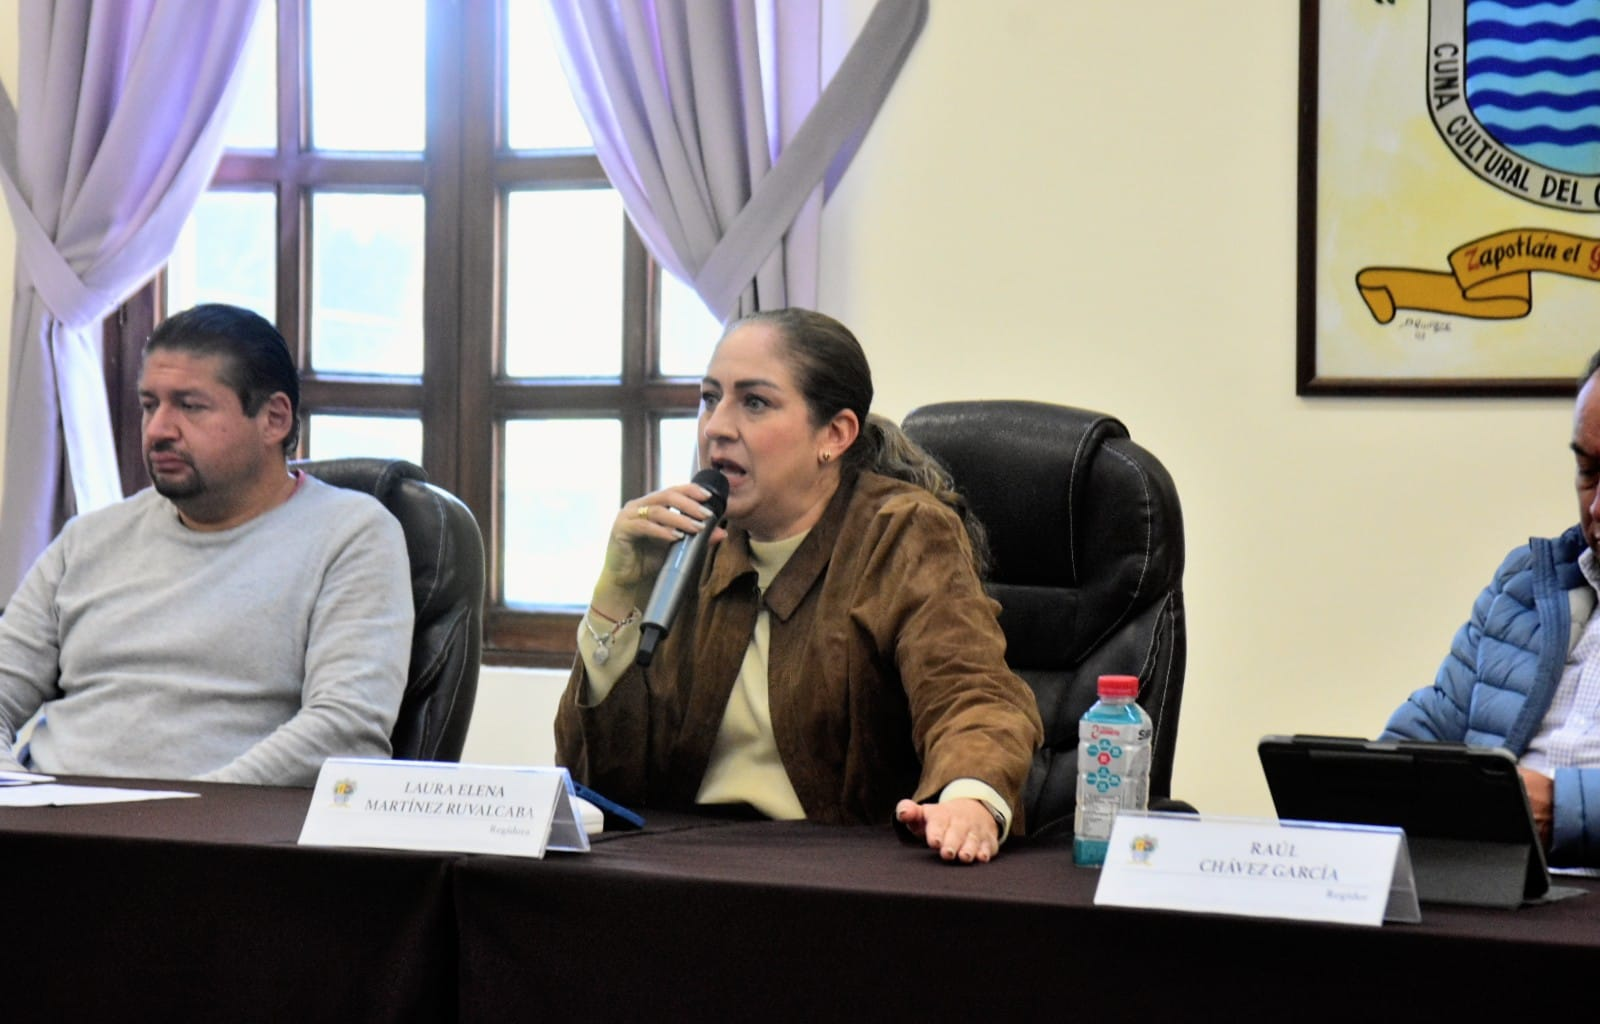 CUNA CULTURAL DEL
Zapotlán el
LAURA ELENA
MARTÍNEZ RUVALCABA
Regidora
RAÚL
CHÁVEZ GARCÍA
Regidor